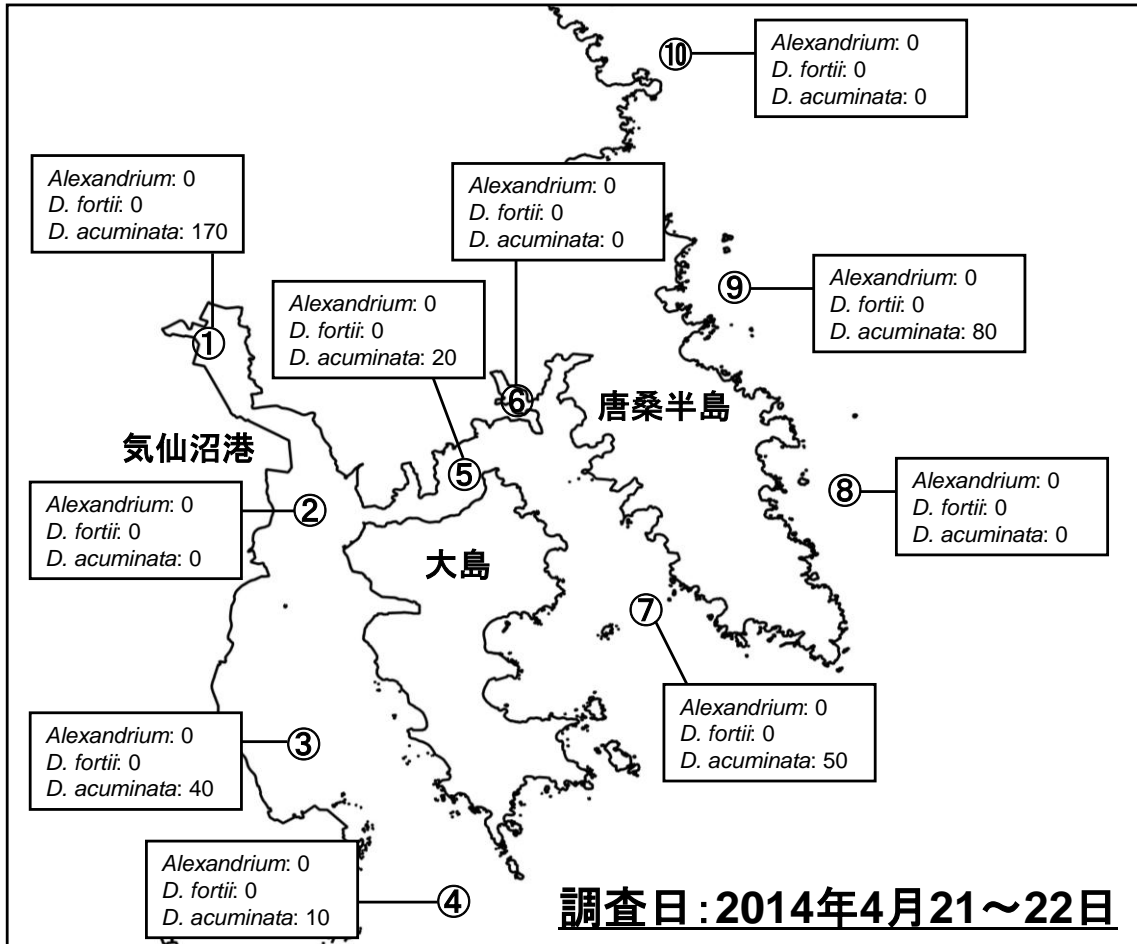 ⑩
Alexandrium: 0
D. fortii: 0
D. acuminata: 0
Alexandrium: 0
D. fortii: 0
D. acuminata: 170
①
Alexandrium: 0
D. fortii: 0
D. acuminata: 0
⑥
Alexandrium: 0
D. fortii: 0
D. acuminata: 20
⑤
⑨
Alexandrium: 0
D. fortii: 0
D. acuminata: 80
唐桑半島
気仙沼港
Alexandrium: 0
D. fortii: 0
D. acuminata: 0
②
⑧
Alexandrium: 0
D. fortii: 0
D. acuminata: 0
大島
⑦
Alexandrium: 0
D. fortii: 0
D. acuminata: 50
Alexandrium: 0
D. fortii: 0
D. acuminata: 40
③
Alexandrium: 0
D. fortii: 0
D. acuminata: 10
④
調査日:2014年4月21~22日